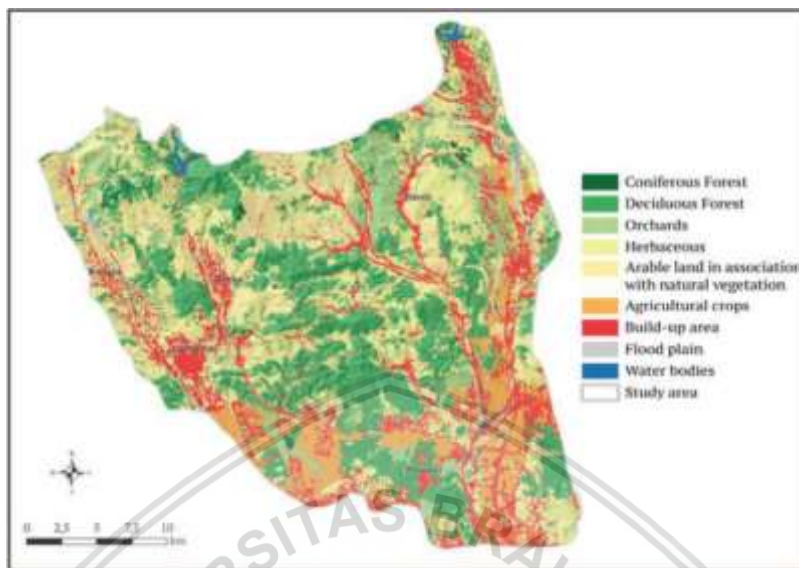 Coniferous Forest
Deciduous Forest
Orchards
Herbaceous
Arable land in association
with natural vegetation
Agricultural crops
Build-up area
Flood plain
Water bodies
Study area
0 2,5 5 7,5 10
km